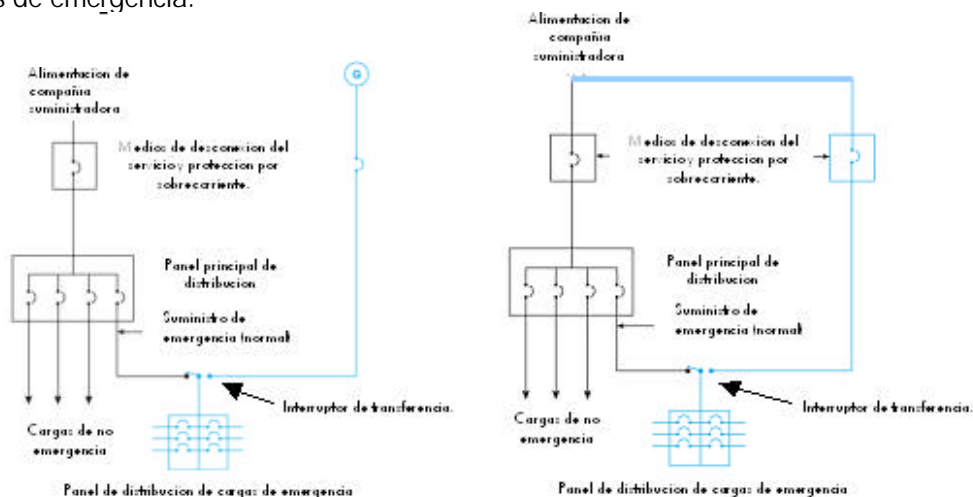 s de emergencia.
Alimentacion de
compañia
suministradora
G
Medios de desconexion del
servicio y proteccion por
sobrecorriente.
Panel principal de
distribucion
Suministro de
emergencia (normal)
Interruptor de transferencia.
Cargas de no
emergencia
Panel de distribucion de cargas de emergencia
Alimentacion de
compañia
suministradora
Medios de desconexion del
servicio y proteccion por
sobrecorriente.
Panel principal de
distribucion
Suministro de
emergencia (normal)
Interruptor de transferencia.
Cargas de no
emergencia
Panel de distribucion de cargas de emergencia